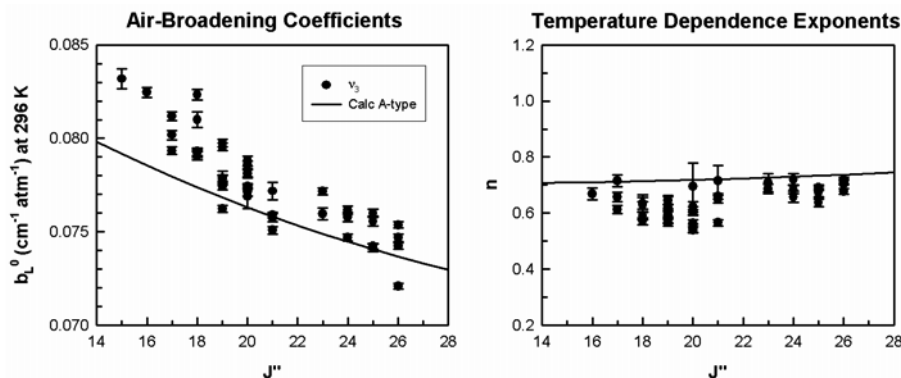 Air-Broadening Coefficients
0.085
0.080
0.075
0.070
b_L^0 (cm^-1 atm^-1) at 296 K
ν_3
Calc A-type
14 16 18 20 22 24 26 28
J"
Temperature Dependence Exponents
1.2
1.0
0.8
0.6
0.4
0.2
n
14 16 18 20 22 24 26 28
J"